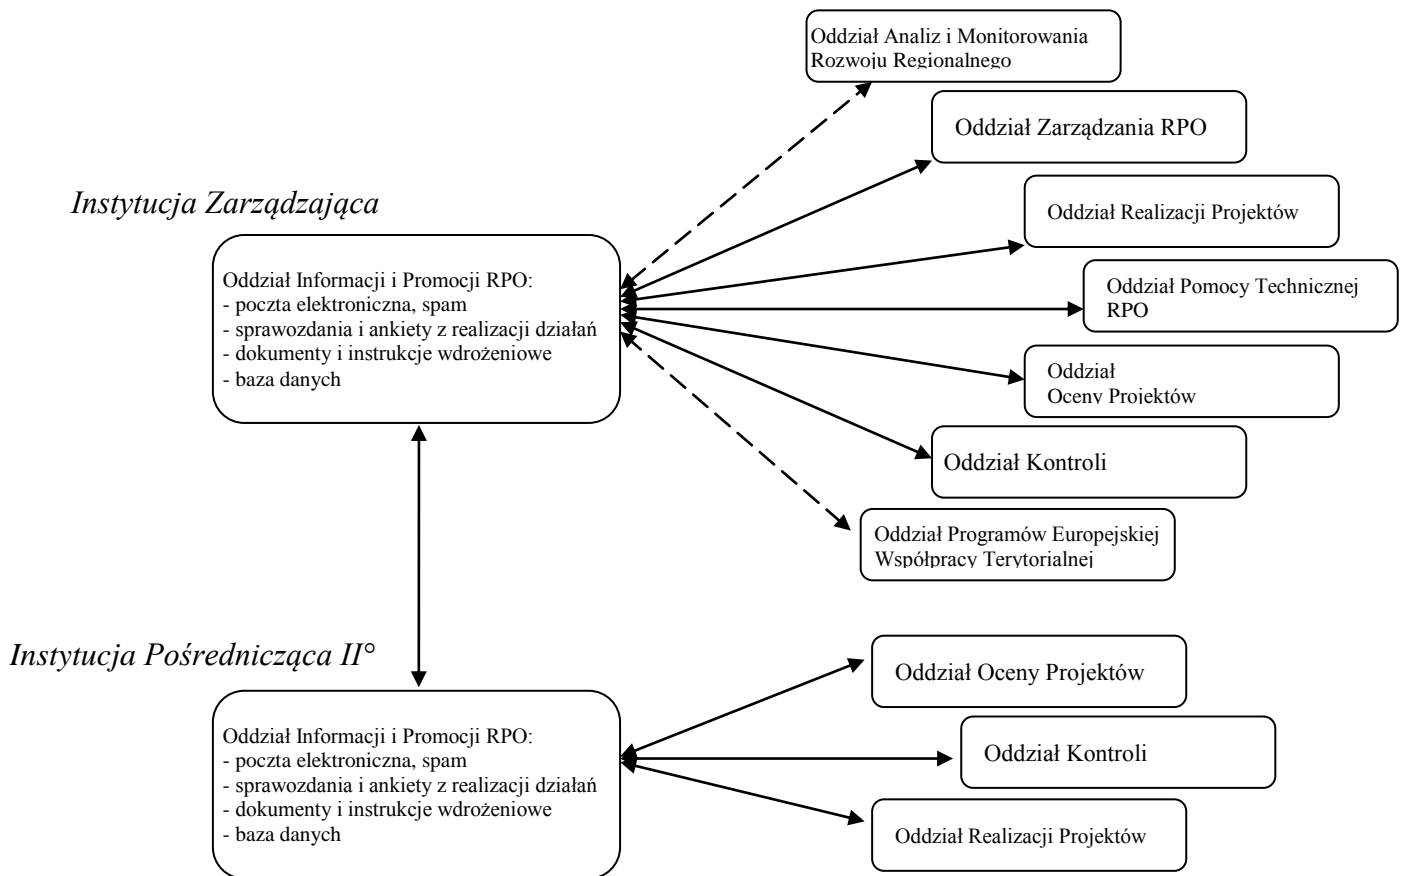 Oddział Analiz i Monitorowania
Rozwoju Regionalnego
Oddział Zarządzania RPO
Instytucja Zarządzająca
Oddział Realizacji Projektów
Oddział Informacji i Promocji RPO:
- poczta elektroniczna, spam
- sprawozdania i ankiety z realizacji działań
- dokumenty i instrukcje wdrożeniowe
- baza danych
Oddział Pomocy Technicznej
RPO
Oddział
Oceny Projektów
Oddział Kontroli
Oddział Programów Europejskiej
Współpracy Terytorialnej
Instytucja Pośrednicząca II°
Oddział Oceny Projektów
Oddział Informacji i Promocji RPO:
- poczta elektroniczna, spam
- sprawozdania i ankiety z realizacji działań
- dokumenty i instrukcje wdrożeniowe
- baza danych
Oddział Kontroli
Oddział Realizacji Projektów